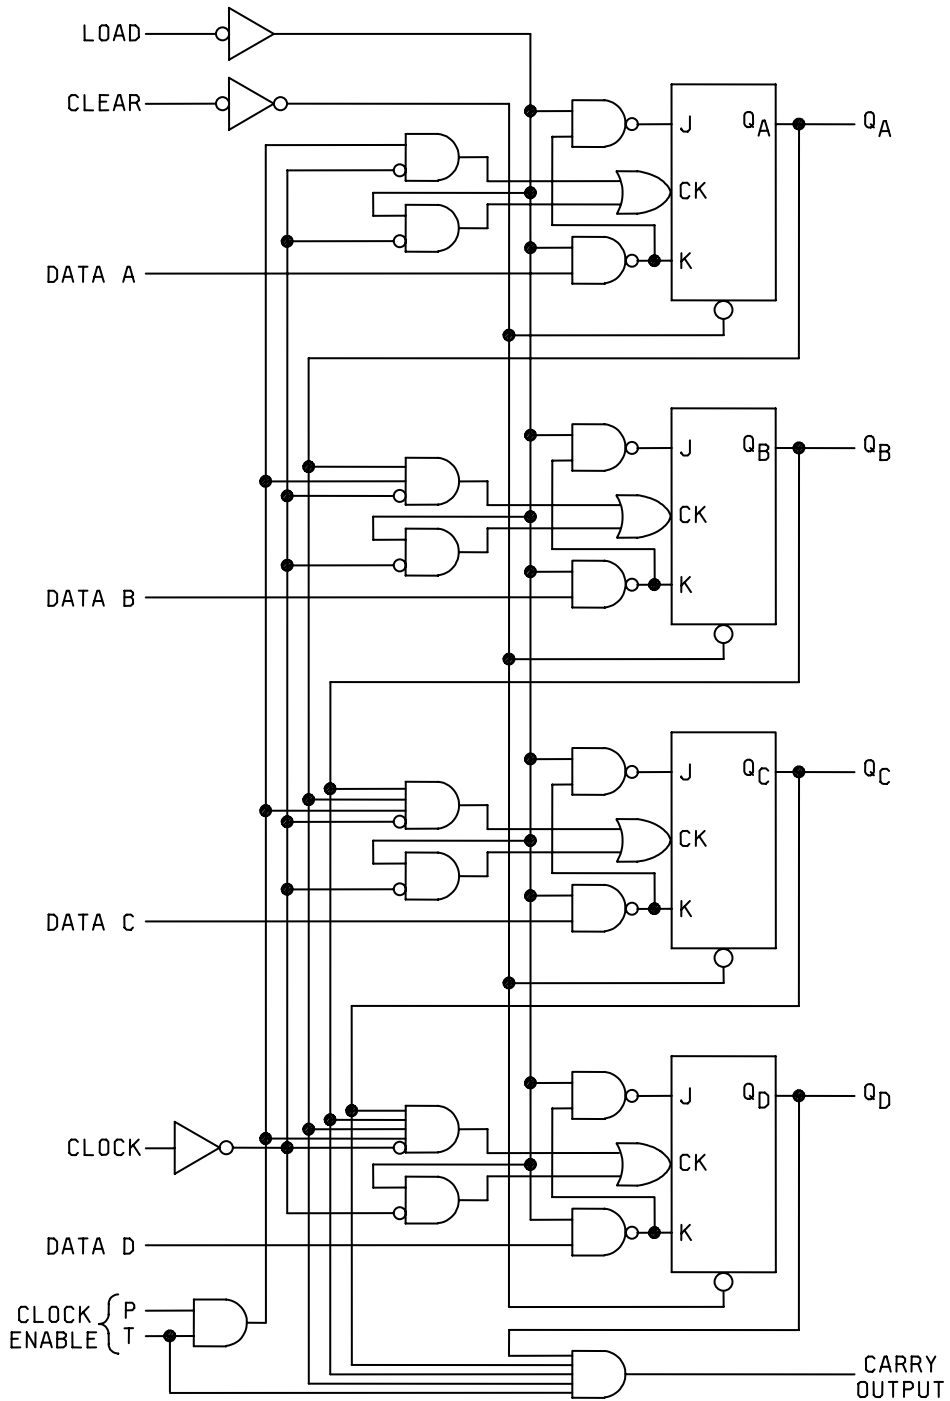 LOAD
CLEAR
J
QA
QA
CK
K
DATA A
J
QB
QB
CK
K
DATA B
J
QC
QC
CK
K
DATA C
J
QD
QD
CLOCK
CK
K
DATA D
CLOCK
ENABLE
P
T
CARRY
OUTPUT